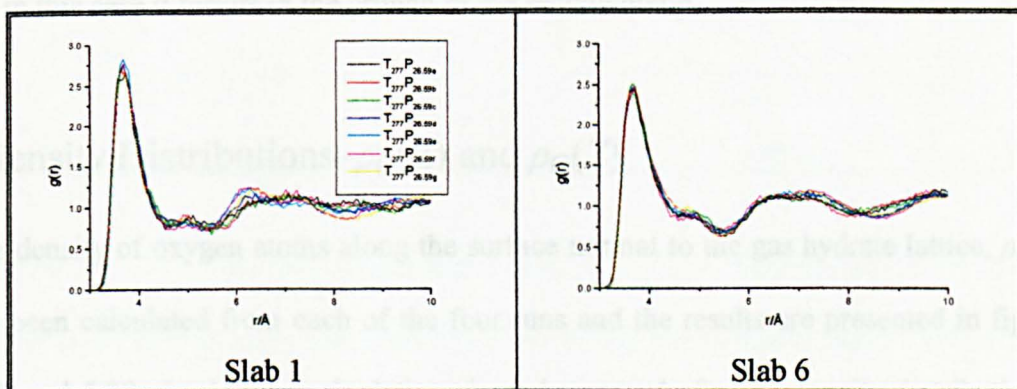 3.0
2.5
2.0
1.5
1.0
0.5
0.0
g(r)
4
6
8
10
r/A
T277P26.59a
T277P26.59b
T277P26.59c
T277P26.59d
T277P26.59e
T277P26.59f
T277P26.59g
Slab 1
3.0
2.5
2.0
1.5
1.0
0.5
0.0
g(r)
4
6
8
10
r/A
Slab 6
ensity distributions
density of oxygen atoms along the surface normal to the gas hydrate lattice,
been calculated from each of the four runs and the results are presented in fig